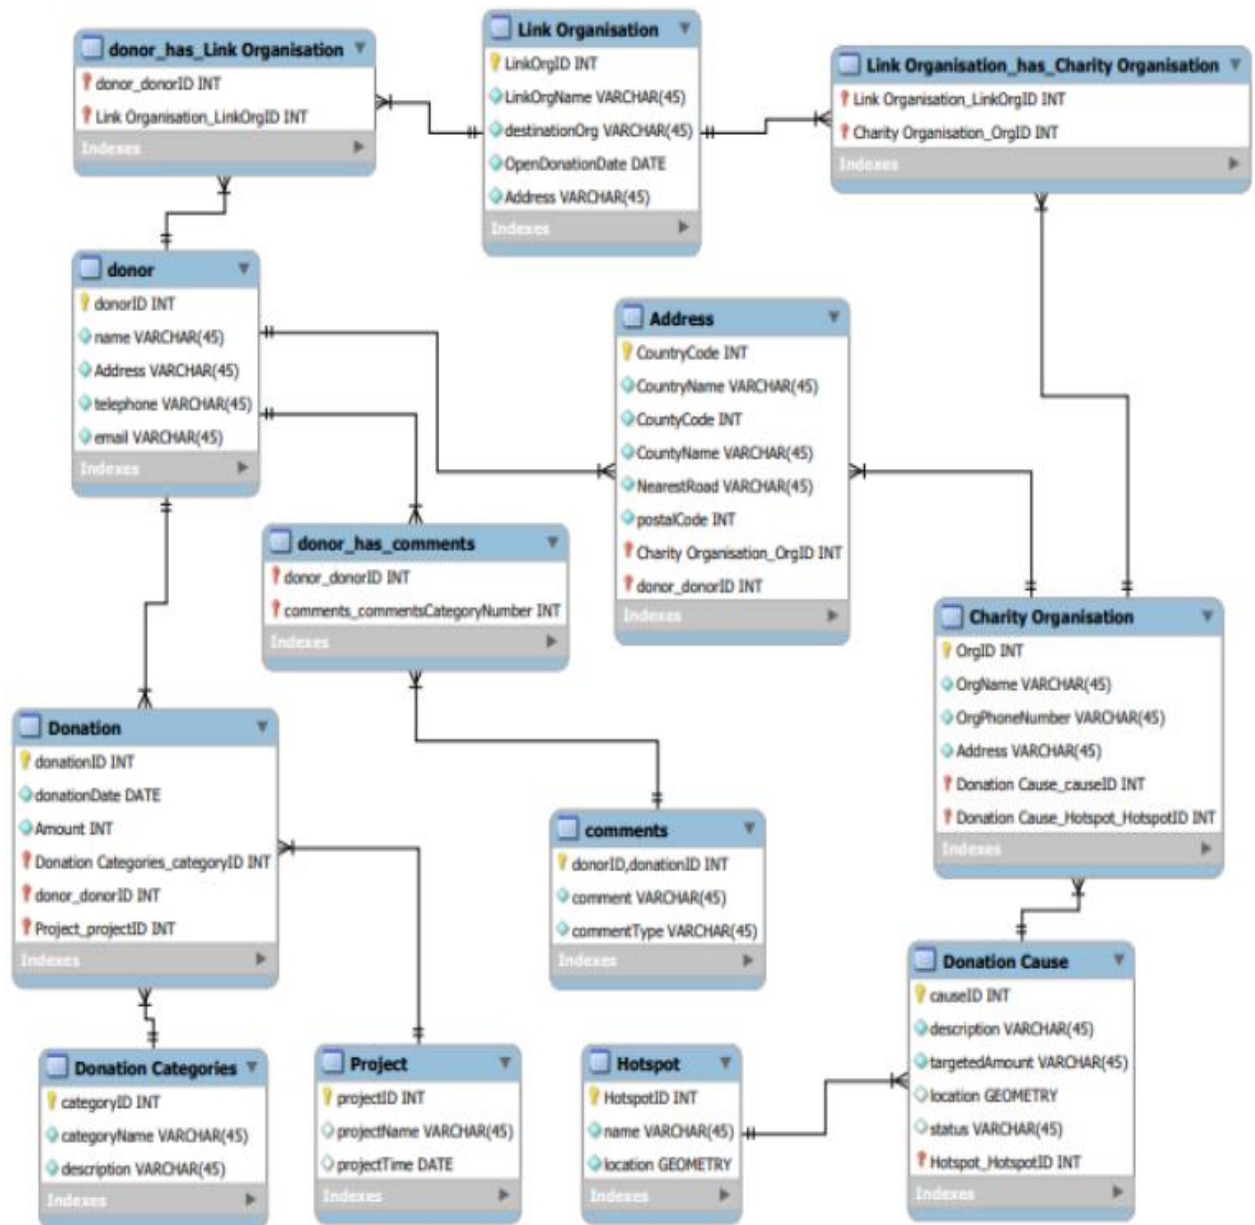 donor_has_Link Organisation
donor_donorID INT
Link Organisation_LinkOrgID INT
Indexes
Link Organisation
LinkOrgID INT
LinkOrgName VARCHAR(45)
destinationOrg VARCHAR(45)
OpenDonationDate DATE
Address VARCHAR(45)
Indexes
Link Organisation_has_Charity Organisation
Link Organisation_LinkOrgID INT
Charity Organisation_OrgID INT
Indexes
donor
donorID INT
name VARCHAR(45)
Address VARCHAR(45)
telephone VARCHAR(45)
email VARCHAR(45)
Indexes
Address
CountryCode INT
CountryName VARCHAR(45)
CountyCode INT
CountyName VARCHAR(45)
NearestRoad VARCHAR(45)
postalCode INT
Charity Organisation_OrgID INT
donor_donorID INT
Indexes
donor_has_comments
donor_donorID INT
comments_commentsCategoryNumber INT
Indexes
Charity Organisation
OrgID INT
OrgName VARCHAR(45)
OrgPhoneNumber VARCHAR(45)
Address VARCHAR(45)
Donation Cause_causeID INT
Donation Cause_Hotspot_HotspotID INT
Indexes
Donation
donationID INT
donationDate DATE
Amount INT
Donation Categories_categoryID INT
donor_donorID INT
Project_projectID INT
Indexes
comments
donorID,donationID INT
comment VARCHAR(45)
commentType VARCHAR(45)
Indexes
Donation Cause
causeID INT
description VARCHAR(45)
targetedAmount VARCHAR(45)
location GEOMETRY
status VARCHAR(45)
Hotspot_HotspotID INT
Indexes
Donation Categories
categoryID INT
categoryName VARCHAR(45)
description VARCHAR(45)
Indexes
Project
projectID INT
projectName VARCHAR(45)
projectTime DATE
Indexes
Hotspot
HotspotID INT
name VARCHAR(45)
location GEOMETRY
Indexes